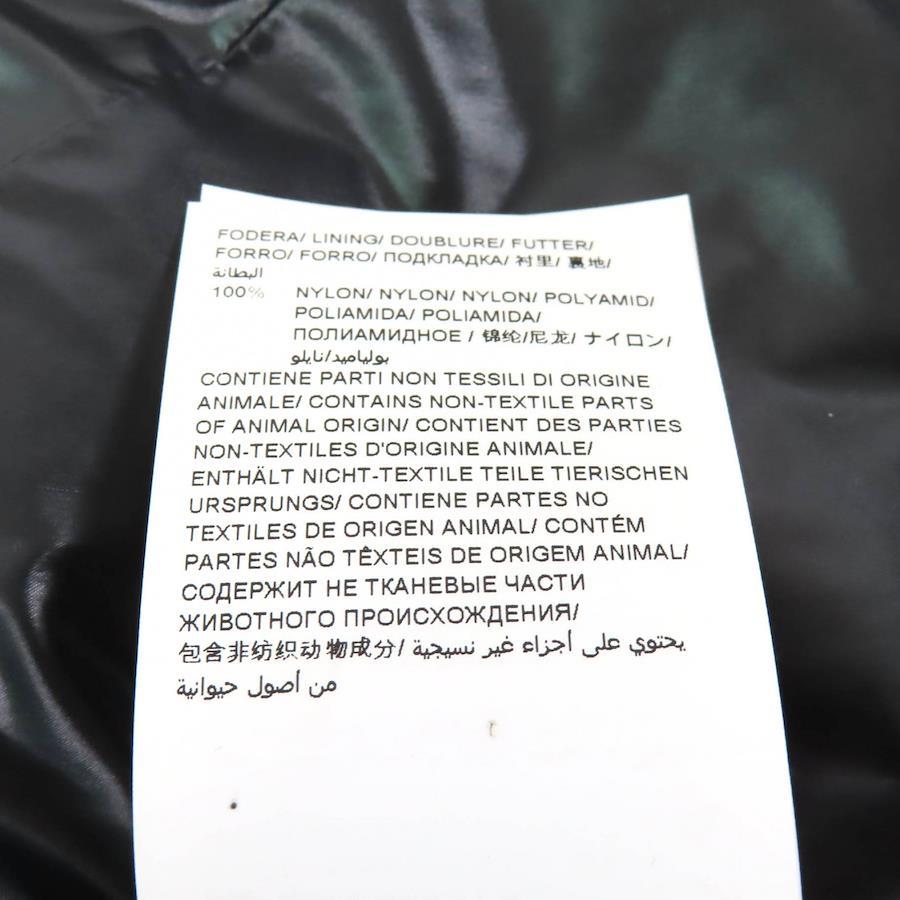 FODERA/ LINING/ DOUBLURE/ FUTTER/
FORRO/ FORRO/ ПОДКЛАДКА/ 衬里/ 裏地/
البطانة
100% NYLON/ NYLON/ NYLON/ POLYAMID/
POLIAMIDA/ POLIAMIDA/
ПОЛИАМИДНОЕ / 锦纶/尼龙/ ナイロン/
بولياميد/نايلو
CONTIENE PARTI NON TESSILI DI ORIGINE
ANIMALE/ CONTAINS NON-TEXTILE PARTS
OF ANIMAL ORIGIN/ CONTIENT DES PARTIES
NON-TEXTILES D'ORIGINE ANIMALE/
ENTHÄLT NICHT-TEXTILE TEILE TIERISCHEN
URSPRUNGS/ CONTIENE PARTES NO
TEXTILES DE ORIGEN ANIMAL/ CONTÉM
PARTES NÃO TÊXTEIS DE ORIGEM ANIMAL/
СОДЕРЖИТ НЕ ТКАНЕВЫЕ ЧАСТИ
ЖИВОТНОГО ПРОИСХОЖДЕНИЯ/
包含非纺织动物成分/ يحتوي على أجزاء غير نسيجية
من أصول حيوانية